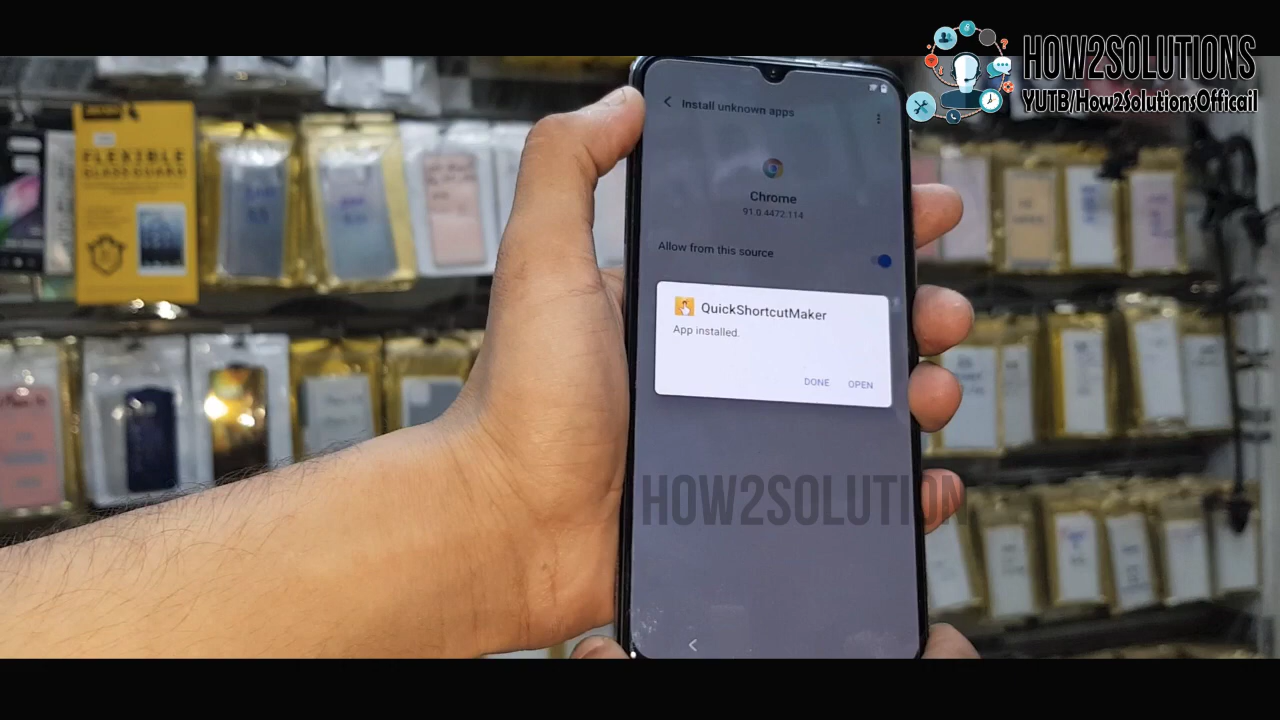 HOW2SOLUTIONS
YUTB/How2SolutionsOfficail
Install unknown apps
Chrome
91.0.4472.114
Allow from this source
QuickShortcutMaker
App installed.
DONE OPEN
HOW2SOLUTION
FLEXIBLE
GLASS GUARD